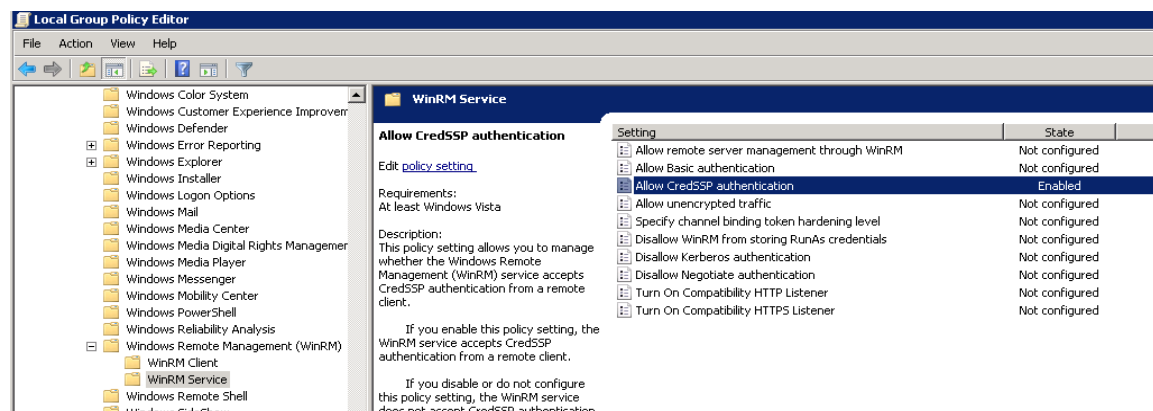 Local Group Policy Editor
File Action View Help
Windows Color System
Windows Customer Experience Improvem
Windows Defender
Windows Error Reporting
Windows Explorer
Windows Installer
Windows Logon Options
Windows Mail
Windows Media Center
Windows Media Digital Rights Managemer
Windows Media Player
Windows Messenger
Windows Mobility Center
Windows PowerShell
Windows Reliability Analysis
Windows Remote Management (WinRM)
WinRM Client
WinRM Service
Windows Remote Shell
Windows SideShow
WinRM Service
Allow CredSSP authentication
Edit policy setting
Requirements:
At least Windows Vista
Description:
This policy setting allows you to manage
whether the Windows Remote
Management (WinRM) service accepts
CredSSP authentication from a remote
client.
If you enable this policy setting, the
WinRM service accepts CredSSP
authentication from a remote client.
If you disable or do not configure
this policy setting, the WinRM service
does not accept CredSSP authentication
Setting State
Allow remote server management through WinRM Not configured
Allow Basic authentication Not configured
Allow CredSSP authentication Enabled
Allow unencrypted traffic Not configured
Specify channel binding token hardening level Not configured
Disallow WinRM from storing RunAs credentials Not configured
Disallow Kerberos authentication Not configured
Disallow Negotiate authentication Not configured
Turn On Compatibility HTTP Listener Not configured
Turn On Compatibility HTTPS Listener Not configured